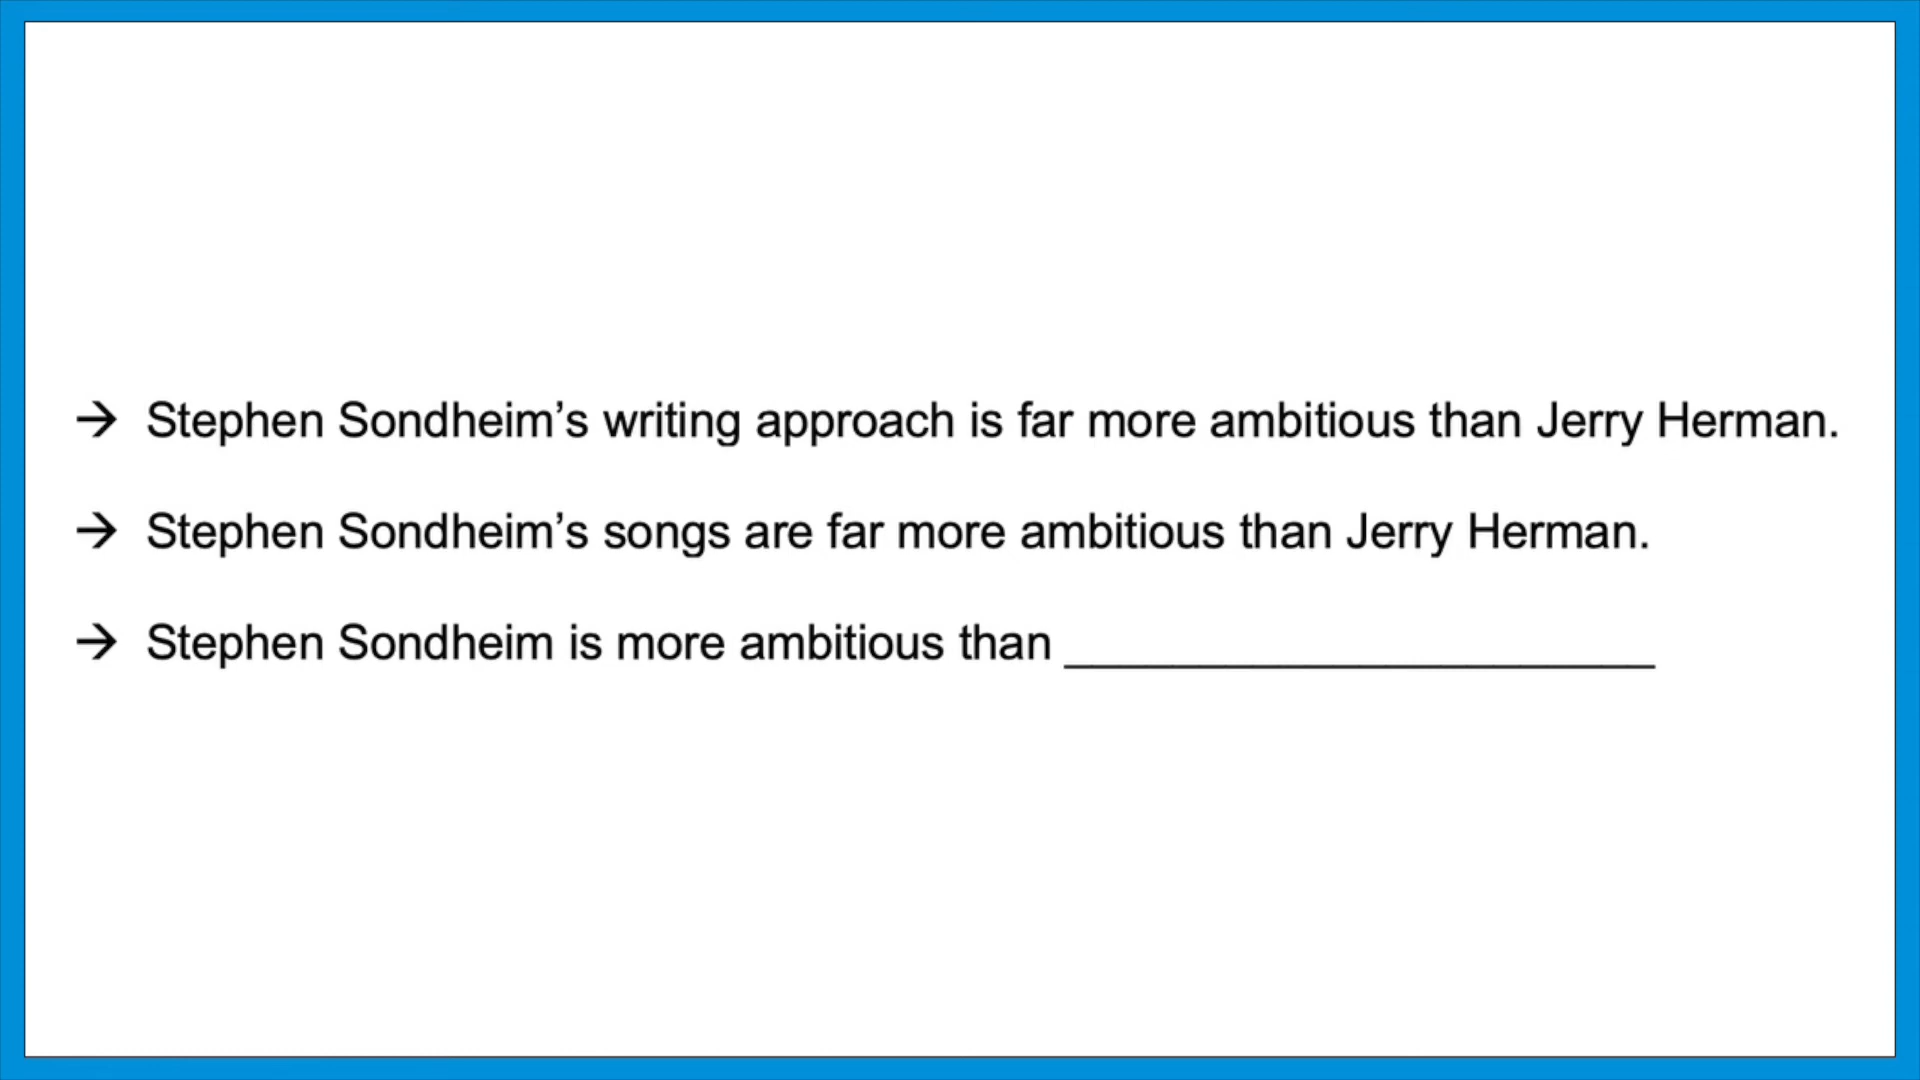 → Stephen Sondheim’s writing approach is far more ambitious than Jerry Herman.
→ Stephen Sondheim’s songs are far more ambitious than Jerry Herman.
→ Stephen Sondheim is more ambitious than ______________________